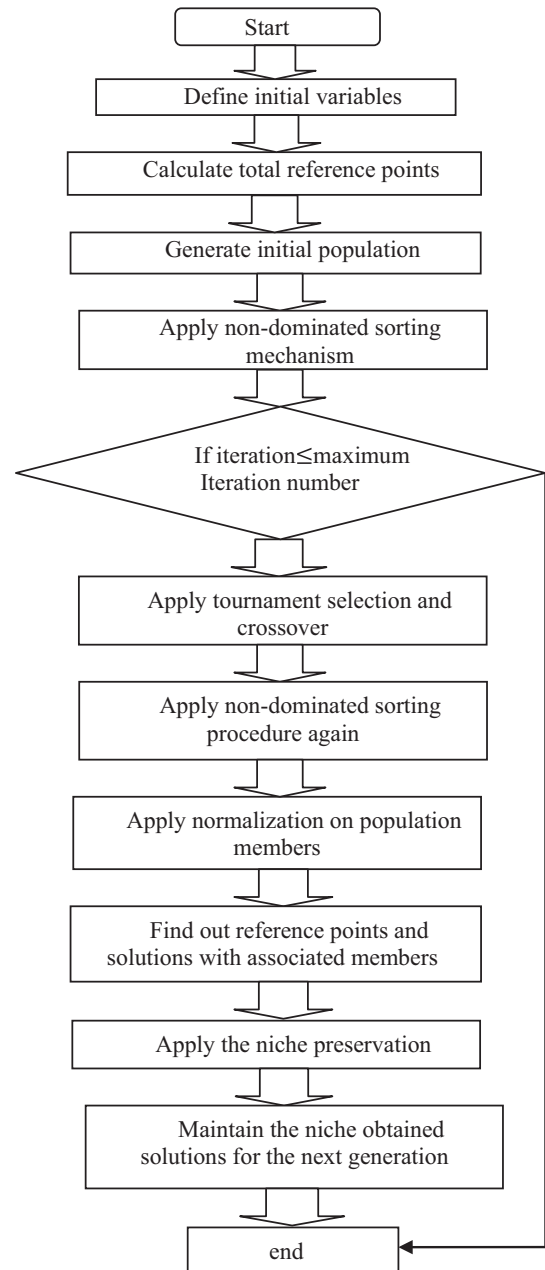 Start
Define initial variables
Calculate total reference points
Generate initial population
Apply non-dominated sorting
mechanism
If iteration≤maximum
Iteration number
Apply tournament selection and
crossover
Apply non-dominated sorting
procedure again
Apply normalization on population
members
Find out reference points and
solutions with associated members
Apply the niche preservation
Maintain the niche obtained
solutions for the next generation
end